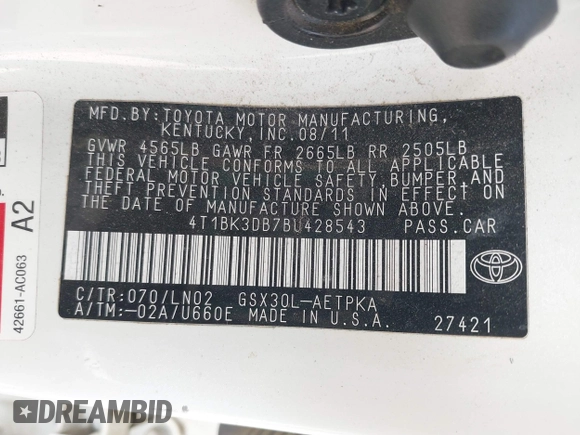 MFD.BY:TOYOTA MOTOR MANUFACTURING,
KENTUCKY,INC.08/11
GVWR 4565LB GAWR FR 2665LB RR 2505LB
THIS VEHICLE CONFORMS TO ALL APPLICABLE
FEDERAL MOTOR VEHICLE SAFETY,BUMPER,AND
THEFT PREVENTION STANDARDS IN EFFECT ON
THE DATE OF MANUFACTURE SHOWN ABOVE.
4T1BK3DB7BU428543 PASS.CAR
C/TR:070/LN02 GSX30L-AETPKA
A/TM:-02A/U660E MADE IN U.S.A.
27421
TOYOTA
A2
42661-AC063
DREAMBID